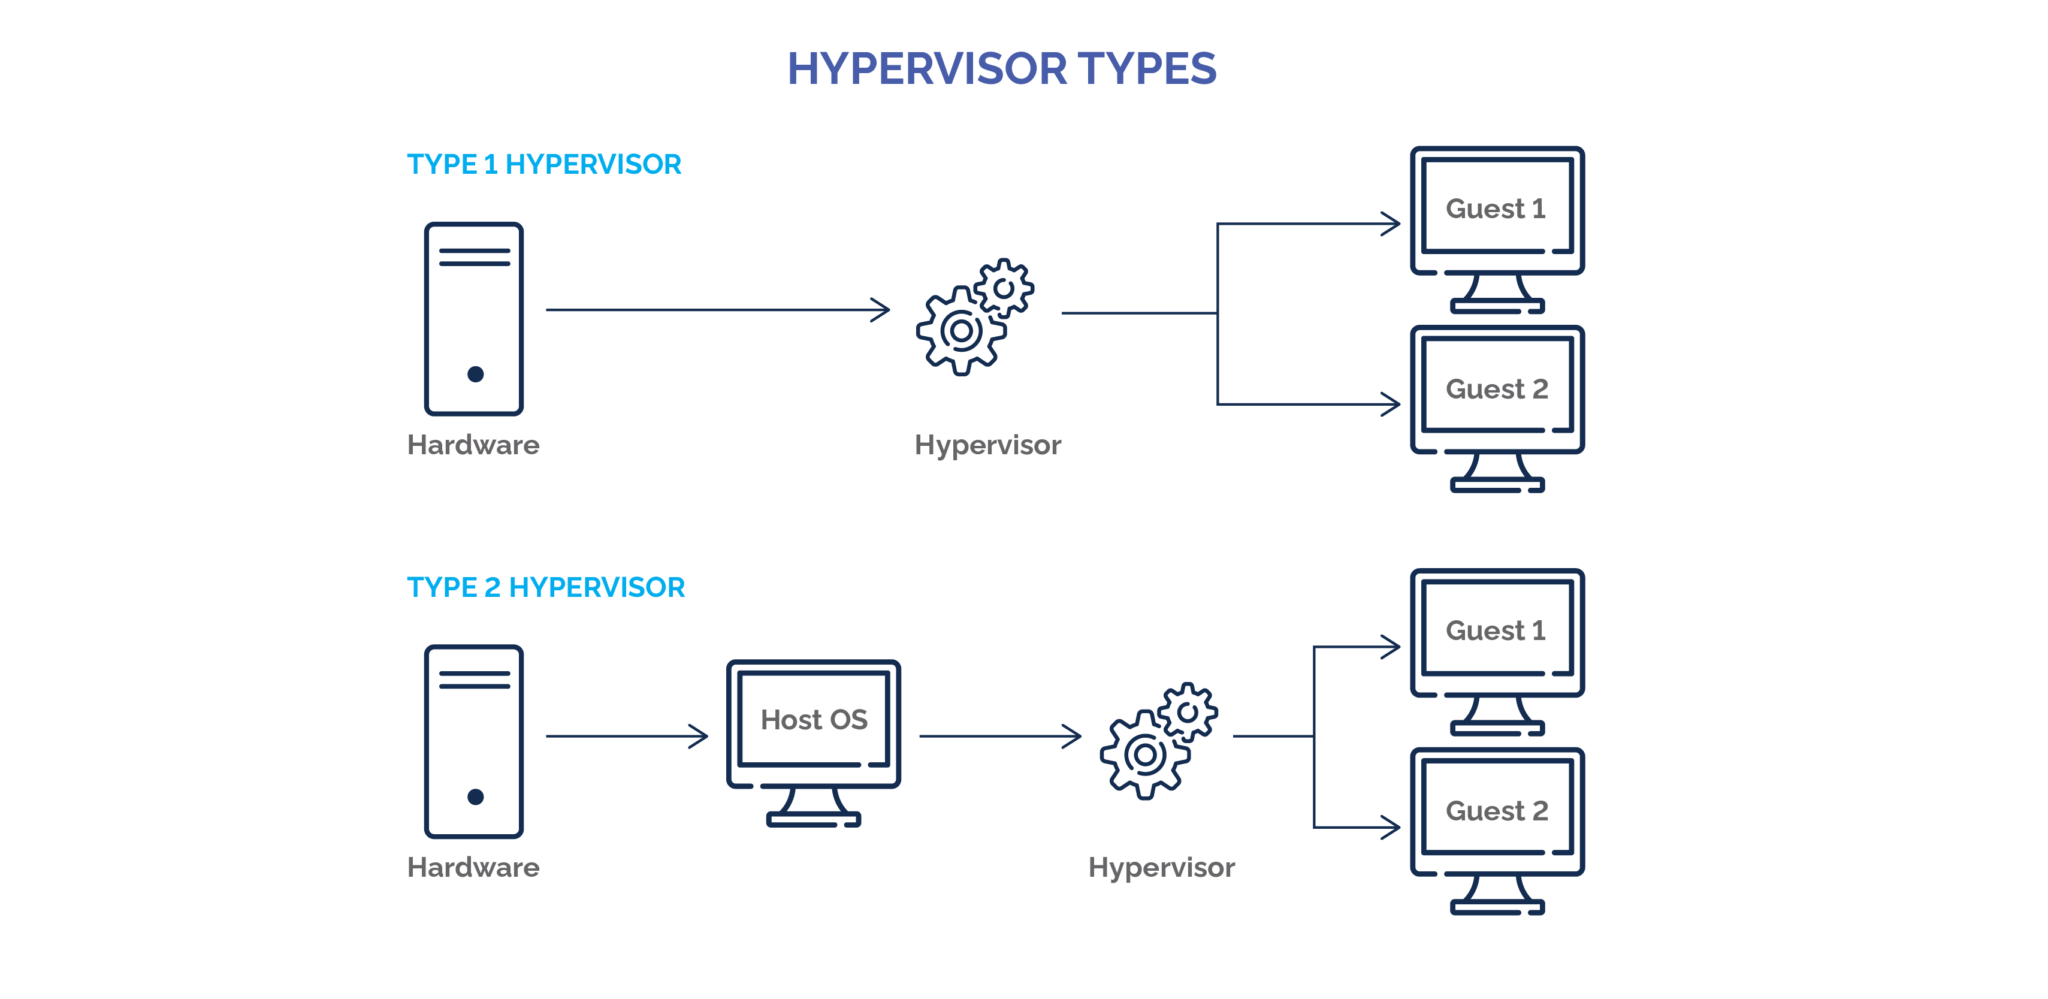 HYPERVISOR TYPES
TYPE 1 HYPERVISOR
Guest 1
Guest 2
Hardware
Hypervisor
TYPE 2 HYPERVISOR
Guest 1
Host OS
Guest 2
Hardware
Hypervisor